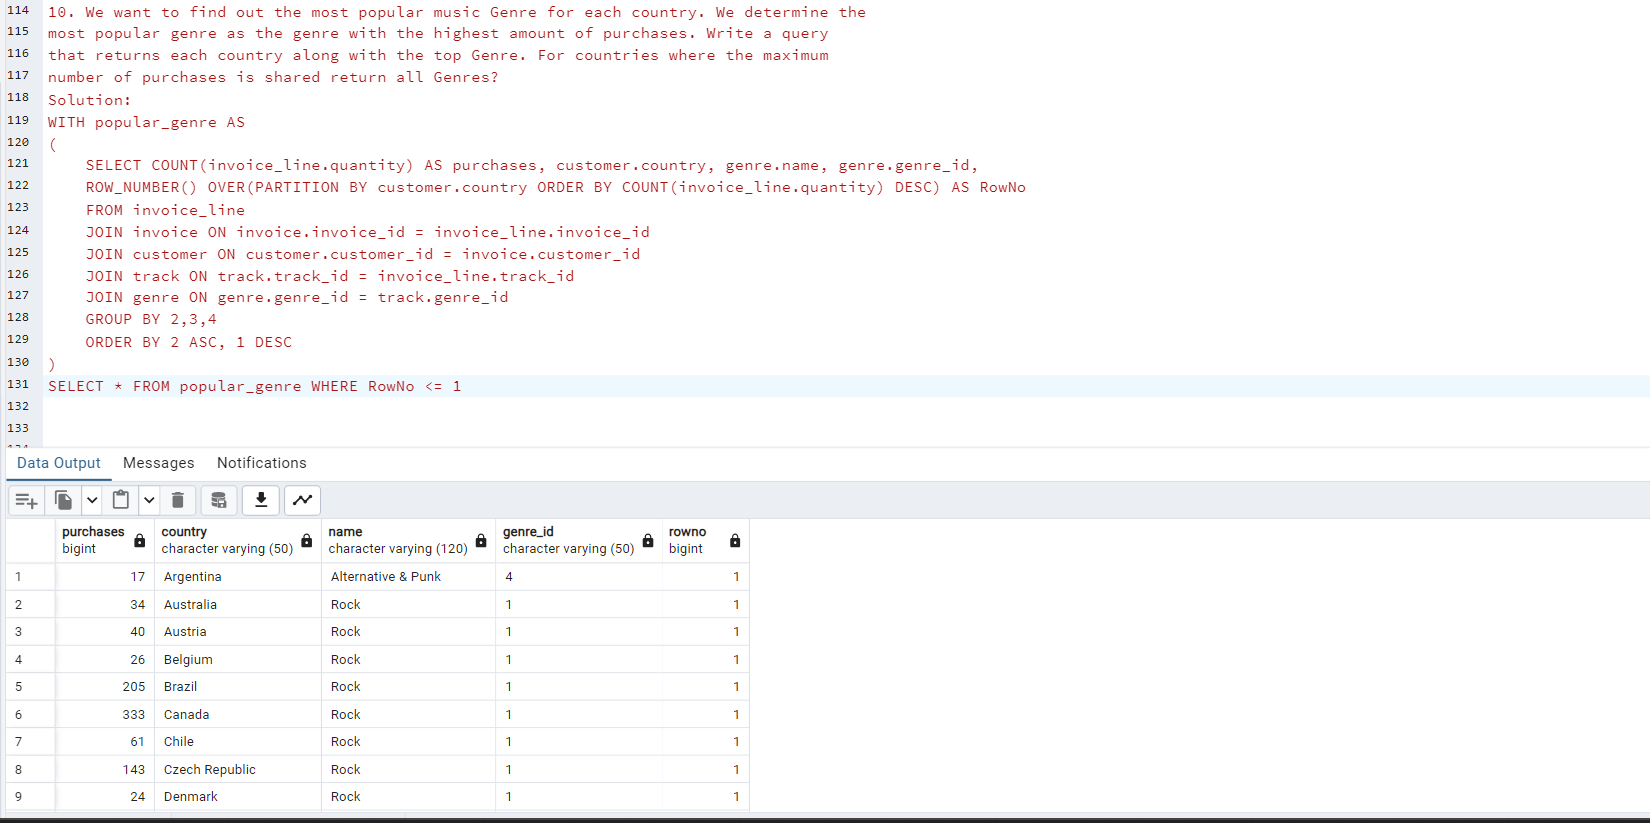 114 10. We want to find out the most popular music Genre for each country. We determine the
115 most popular genre as the genre with the highest amount of purchases. Write a query
116 that returns each country along with the top Genre. For countries where the maximum
117 number of purchases is shared return all Genres?
118 Solution:
119 WITH popular_genre AS
120 (
121 SELECT COUNT(invoice_line.quantity) AS purchases, customer.country, genre.name, genre.genre_id,
122 ROW_NUMBER() OVER(PARTITION BY customer.country ORDER BY COUNT(invoice_line.quantity) DESC) AS RowNo
123 FROM invoice_line
124 JOIN invoice ON invoice.invoice_id = invoice_line.invoice_id
125 JOIN customer ON customer.customer_id = invoice.customer_id
126 JOIN track ON track.track_id = invoice_line.track_id
127 JOIN genre ON genre.genre_id = track.genre_id
128 GROUP BY 2,3,4
129 ORDER BY 2 ASC, 1 DESC
130 )
131 SELECT * FROM popular_genre WHERE RowNo <= 1
132
133
Data Output Messages Notifications
purchases country name genre_id rowno
bigint character varying (50) character varying (120) character varying (50) bigint
1 17 Argentina Alternative & Punk 4 1
2 34 Australia Rock 1 1
3 40 Austria Rock 1 1
4 26 Belgium Rock 1 1
5 205 Brazil Rock 1 1
6 333 Canada Rock 1 1
7 61 Chile Rock 1 1
8 143 Czech Republic Rock 1 1
9 24 Denmark Rock 1 1